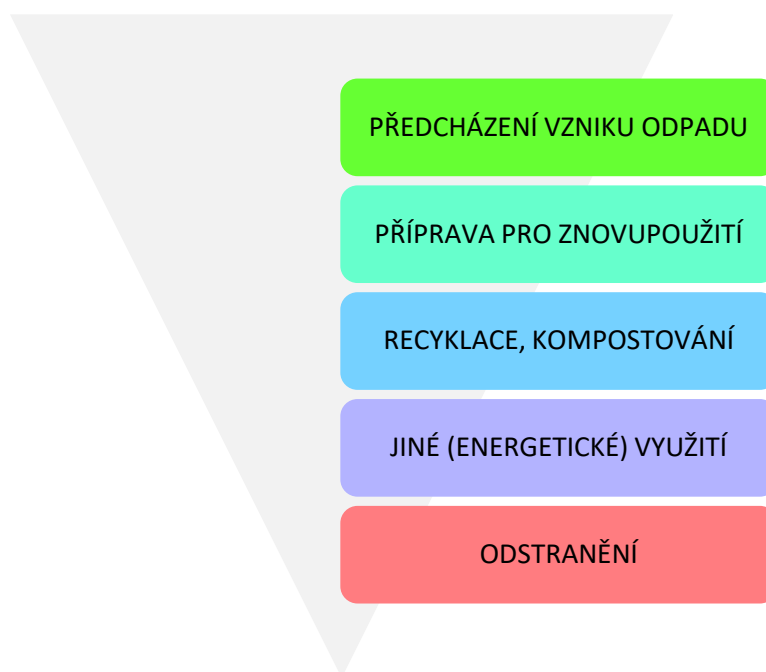 PŘEDCHÁZENÍ VZNIKU ODPADU
PŘÍPRAVA PRO ZNOVUPOUŽITÍ
RECYKLACE, KOMPOSTOVÁNÍ
JINÉ (ENERGETICKÉ) VYUŽITÍ
ODSTRANĚNÍ